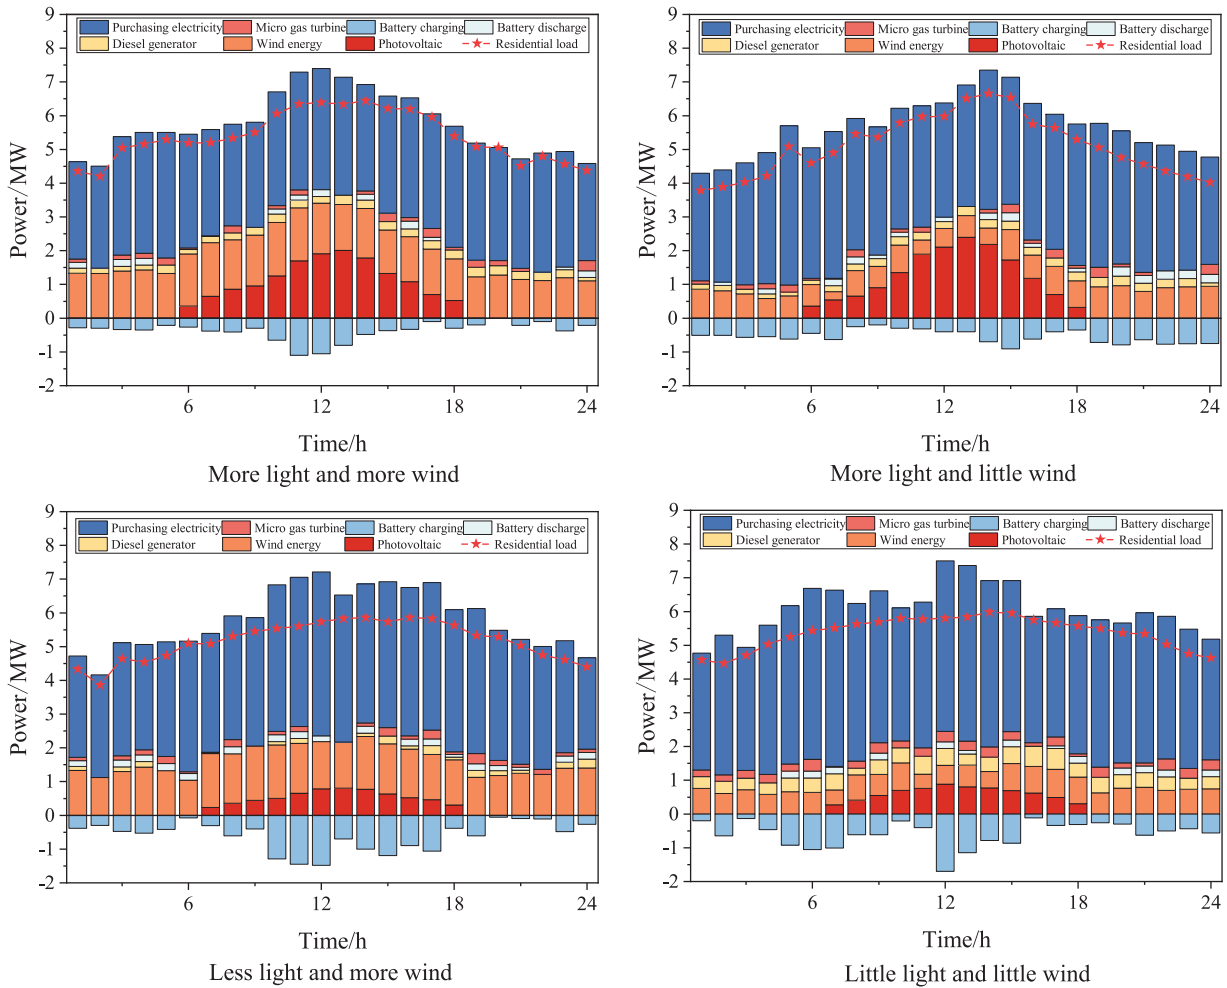 Purchasing electricity Micro gas turbine Battery charging Battery discharge
Diesel generator Wind energy Photovoltaic Residential load
Power/MW
9
8
7
6
5
4
3
2
1
0
-1
-2
6 12 18 24
Time/h
More light and more wind
Purchasing electricity Micro gas turbine Battery charging Battery discharge
Diesel generator Wind energy Photovoltaic Residential load
Power/MW
9
8
7
6
5
4
3
2
1
0
-1
-2
6 12 18 24
Time/h
More light and little wind
Purchasing electricity Micro gas turbine Battery charging Battery discharge
Diesel generator Wind energy Photovoltaic Residential load
Power/MW
9
8
7
6
5
4
3
2
1
0
-1
-2
6 12 18 24
Time/h
Less light and more wind
Purchasing electricity Micro gas turbine Battery charging Battery discharge
Diesel generator Wind energy Photovoltaic Residential load
Power/MW
9
8
7
6
5
4
3
2
1
0
-1
-2
6 12 18 24
Time/h
Little light and little wind